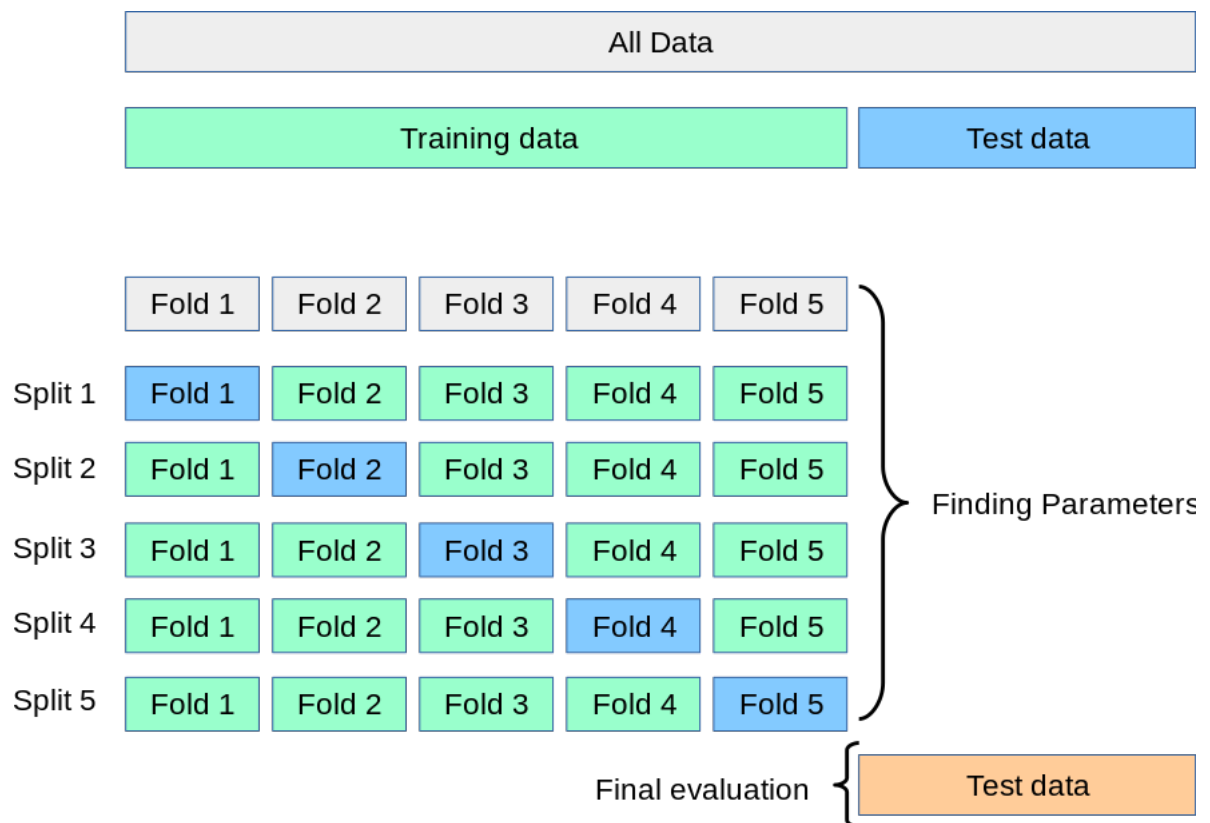 All Data
Training data Test data
Fold 1 Fold 2 Fold 3 Fold 4 Fold 5
Split 1 Fold 1 Fold 2 Fold 3 Fold 4 Fold 5
Split 2 Fold 1 Fold 2 Fold 3 Fold 4 Fold 5
Finding Parameters
Split 3 Fold 1 Fold 2 Fold 3 Fold 4 Fold 5
Split 4 Fold 1 Fold 2 Fold 3 Fold 4 Fold 5
Split 5 Fold 1 Fold 2 Fold 3 Fold 4 Fold 5
Final evaluation Test data